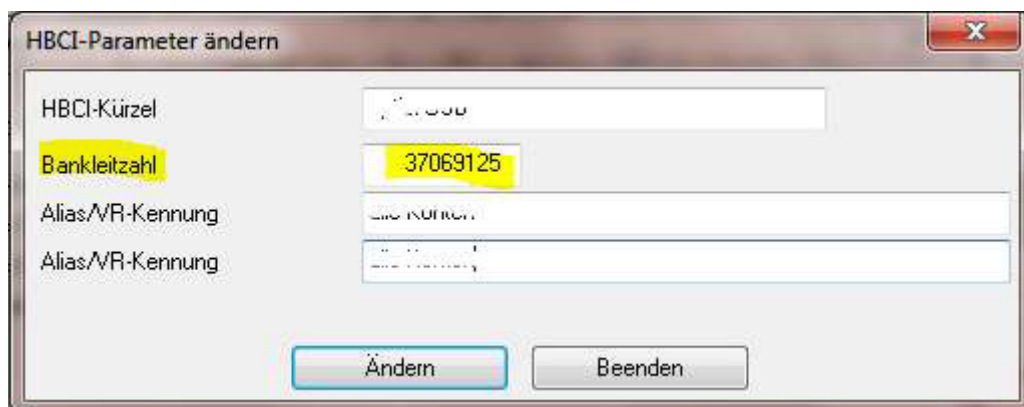 HBCI-Parameter ändern
HBCI-Kürzel
Bankleitzahl 37069125
Alias/VR-Kennung
Alias/VR-Kennung
Ändern Beenden